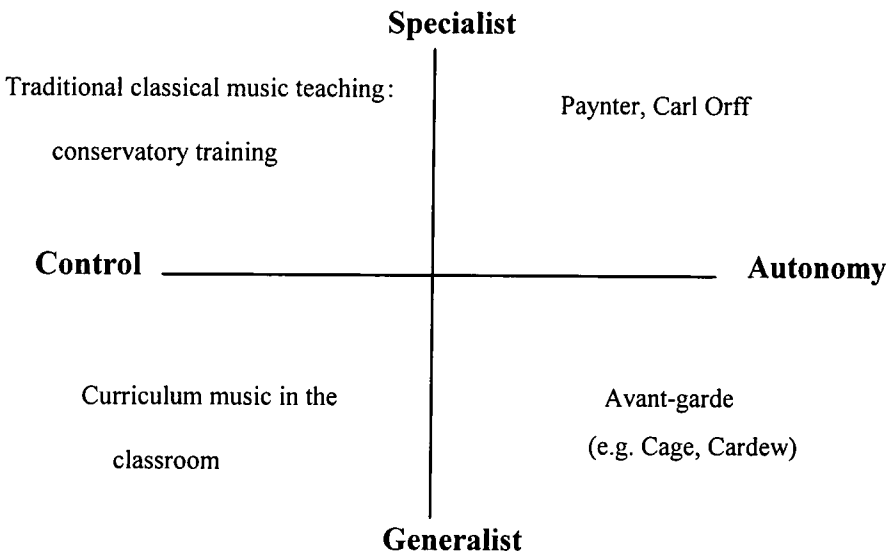 Specialist
Traditional classical music teaching:
conservatory training
Paynter, Carl Orff
Control
Autonomy
Curriculum music in the
classroom
Avant-garde
(e.g. Cage, Cardew)
Generalist